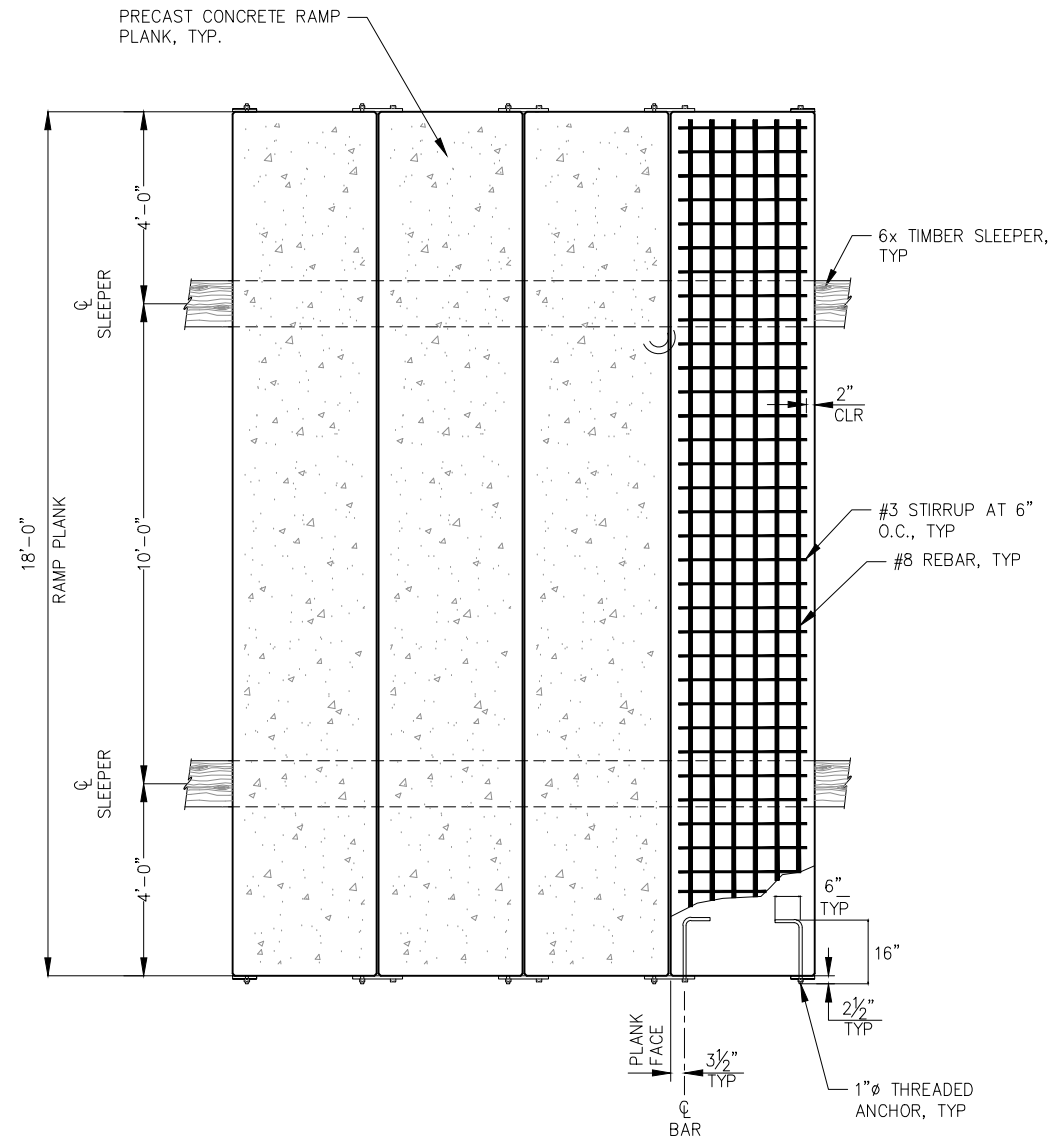 PRECAST CONCRETE RAMP
PLANK, TYP.
4'-0"
℄
SLEEPER
6x TIMBER SLEEPER,
TYP
2"
CLR
18'-0"
RAMP PLANK
10'-0"
#3 STIRRUP AT 6"
O.C., TYP
#8 REBAR, TYP
℄
SLEEPER
4'-0"
6"
TYP
16"
2½"
TYP
PLANK
FACE
3½"
TYP
℄
BAR
1"ø THREADED
ANCHOR, TYP